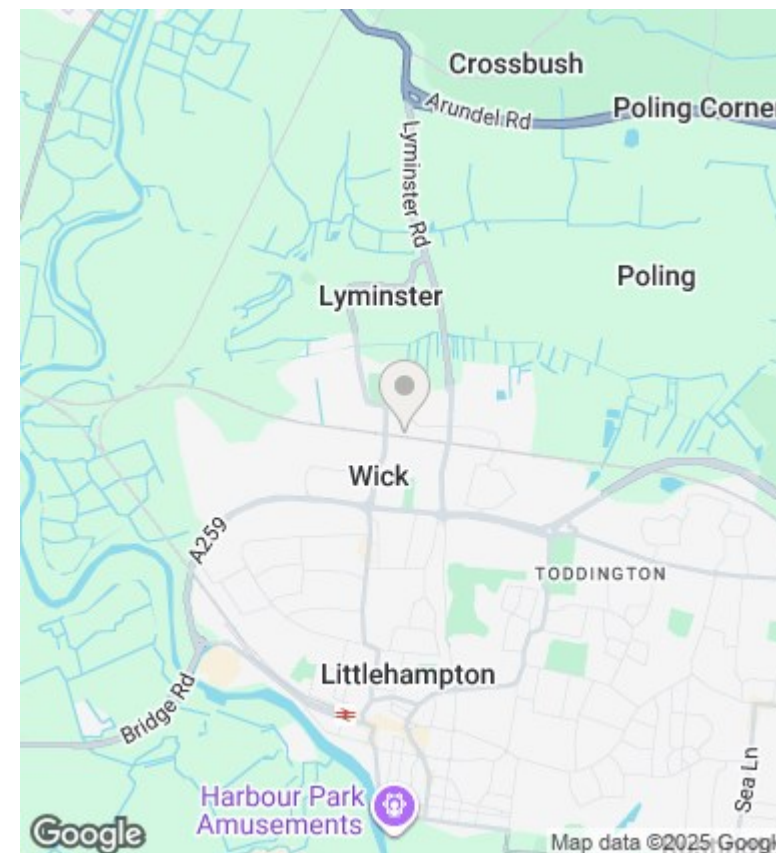 Crossbush
Arundel Rd
Poling Corner
Lyminster Rd
Poling
Lyminster
Wick
A259
TODDINGTON
Littlehampton
Bridge Rd
Sea Ln
Harbour Park
Amusements
Google
Map data ©2025 Google